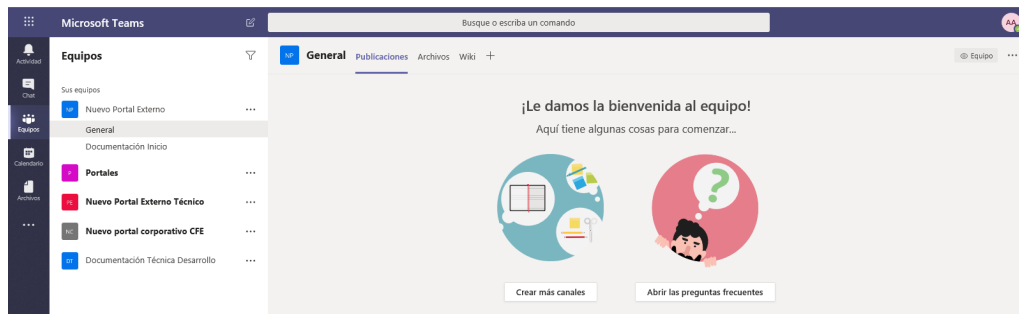 Microsoft Teams
Busque o escriba un comando
AA
Actividad
Chat
Equipos
Calendario
Archivos
Equipos
Sus equipos
NP Nuevo Portal Externo
General
Documentación Inicio
P Portales
PE Nuevo Portal Externo Técnico
NC Nuevo portal corporativo CFE
DT Documentación Técnica Desarrollo
NP General Publicaciones Archivos Wiki
Equipo
¡Le damos la bienvenida al equipo!
Aquí tiene algunas cosas para comenzar...
Crear más canales
Abrir las preguntas frecuentes